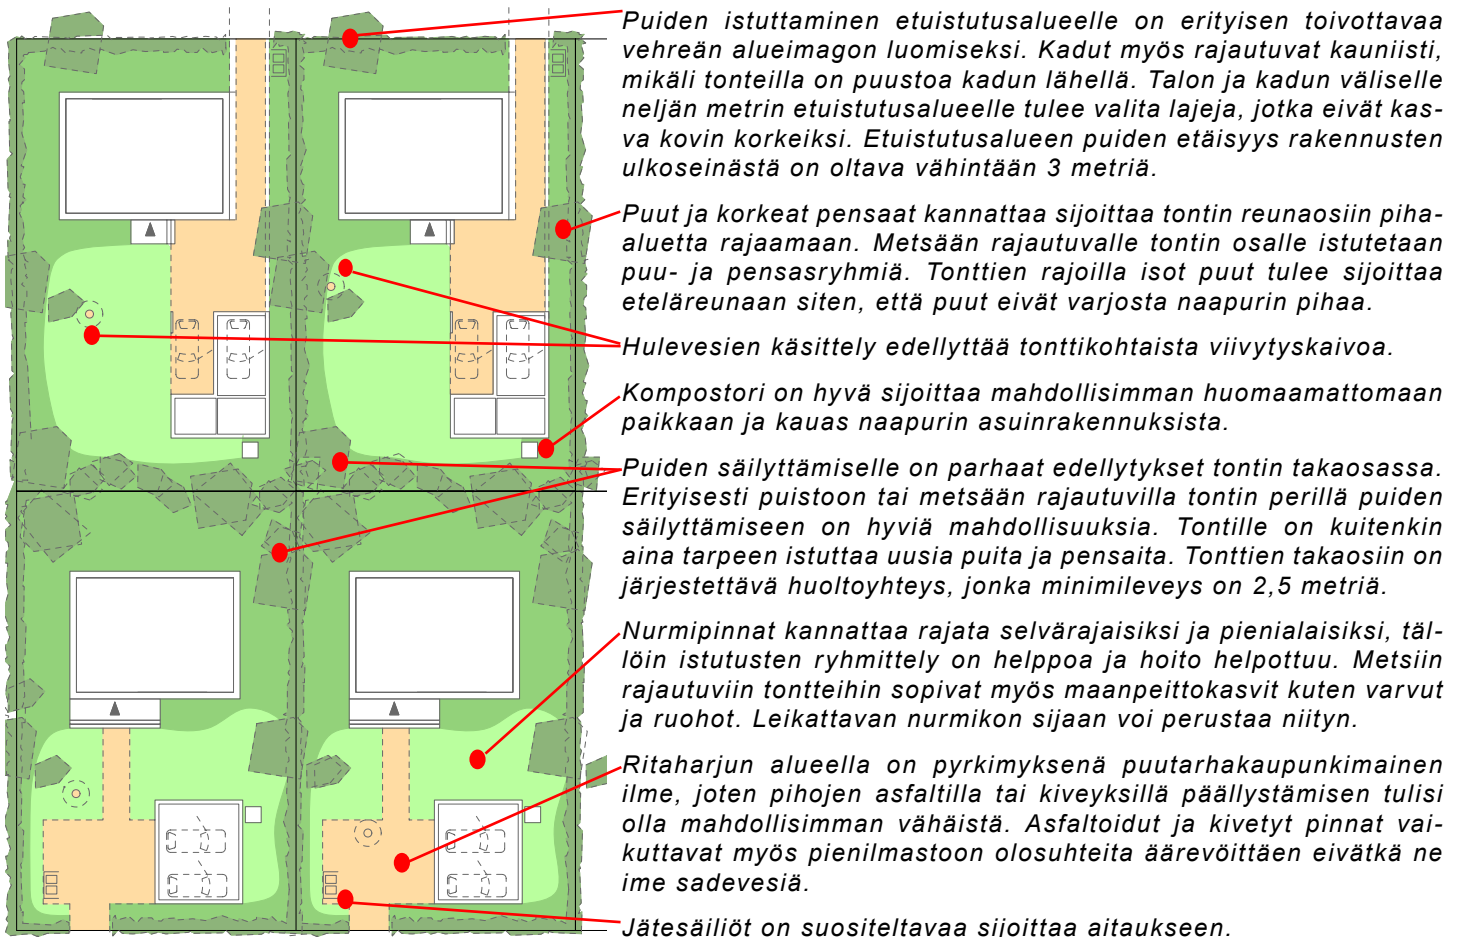 Puiden istuttaminen etuistutusalueelle on erityisen toivottavaa
vehreän alueimagon luomiseksi. Kadut myös rajautuvat kauniisti,
mikäli tonteilla on puustoa kadun lähellä. Talon ja kadun väliselle
neljän metrin etuistutusalueelle tulee valita lajeja, jotka eivät kas-
va kovin korkeiksi. Etuistutusalueen puiden etäisyys rakennusten
ulkoseinästä on oltava vähintään 3 metriä.
Puut ja korkeat pensaat kannattaa sijoittaa tontin reunaosiin piha-
aluetta rajaamaan. Metsään rajautuvalle tontin osalle istutetaan
puu- ja pensasryhmiä. Tonttien rajoilla isot puut tulee sijoittaa
eteläreunaan siten, että puut eivät varjosta naapurin pihaa.
Hulevesien käsittely edellyttää tonttikohtaista viivytyskaivoa.
Kompostori on hyvä sijoittaa mahdollisimman huomaamattomaan
paikkaan ja kauas naapurin asuinrakennuksista.
Puiden säilyttämiselle on parhaat edellytykset tontin takaosassa.
Erityisesti puistoon tai metsään rajautuvilla tontin perillä puiden
säilyttämiseen on hyviä mahdollisuuksia. Tontille on kuitenkin
aina tarpeen istuttaa uusia puita ja pensaita. Tonttien takaosiin on
järjestettävä huoltoyhteys, jonka minimileveys on 2,5 metriä.
Nurmipinnat kannattaa rajata selvärajaisiksi ja pienialaisiksi, täl-
löin istutusten ryhmittely on helppoa ja hoito helpottuu. Metsiin
rajautuviin tontteihin sopivat myös maanpeittokasvit kuten varvut
ja ruohot. Leikattavan nurmikon sijaan voi perustaa niityn.
Ritaharjun alueella on pyrkimyksenä puutarhakaupunkimainen
ilme, joten pihojen asfaltilla tai kiveyksillä päällystämisen tulisi
olla mahdollisimman vähäistä. Asfaltoidut ja kivetyt pinnat vai-
kuttavat myös pienilmastoon olosuhteita äärevöittäen eivätkä ne
ime sadevesiä.
Jätesäiliöt on suositeltavaa sijoittaa aitaukseen.